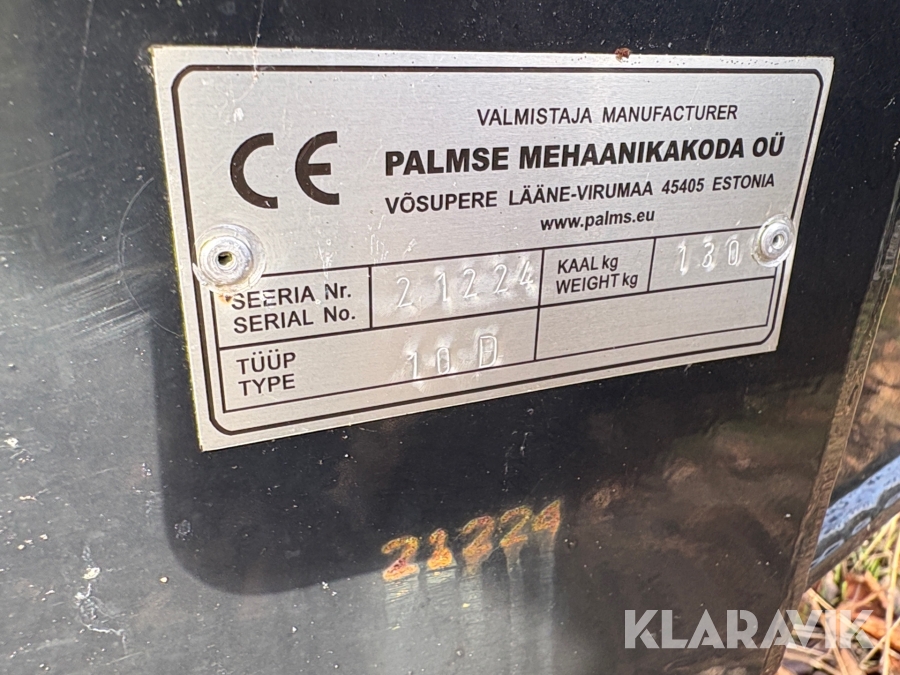 CE
VALMISTAJA MANUFACTURER
PALMSE MEHAANIKAKODA OÜ
VÕSUPERE LÄÄNE-VIRUMAA 45405 ESTONIA
www.palms.eu
SEERIA Nr.
SERIAL No.
21224
KAAL kg
WEIGHT kg
130
TÜÜP
TYPE
10 D
21224
KLARAVIK